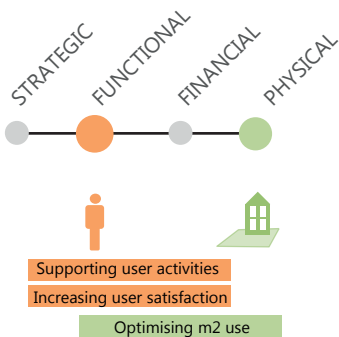 STRATEGIC
FUNCTIONAL
FINANCIAL
PHYSICAL
Supporting user activities
Increasing user satisfaction
Optimising m2 use